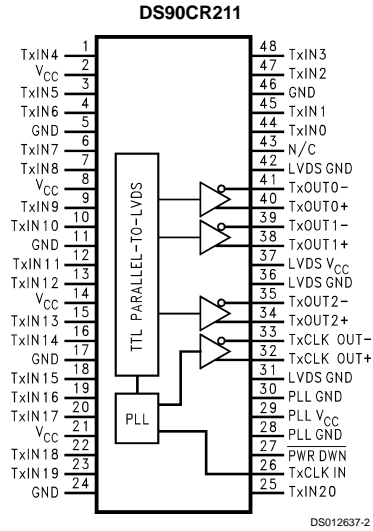 DS90CR211
TxIN4 1
VCC 2
TxIN5 3
TxIN6 4
GND 5
TxIN7 6
TxIN8 7
VCC 8
TxIN9 9
TxIN10 10
GND 11
TxIN11 12
TxIN12 13
VCC 14
TxIN13 15
TxIN14 16
GND 17
TxIN15 18
TxIN16 19
TxIN17 20
VCC 21
TxIN18 22
TxIN19 23
GND 24
TTL PARALLEL-TO-LVDS
PLL
48 TxIN3
47 TxIN2
46 GND
45 TxIN1
44 TxIN0
43 N/C
42 LVDS GND
41 TxOUT0-
40 TxOUT0+
39 TxOUT1-
38 TxOUT1+
37 LVDS VCC
36 LVDS GND
35 TxOUT2-
34 TxOUT2+
33 TxCLK OUT-
32 TxCLK OUT+
31 LVDS GND
30 PLL GND
29 PLL VCC
28 PLL GND
27 PWR DWN
26 TxCLK IN
25 TxIN20
DS012637-2